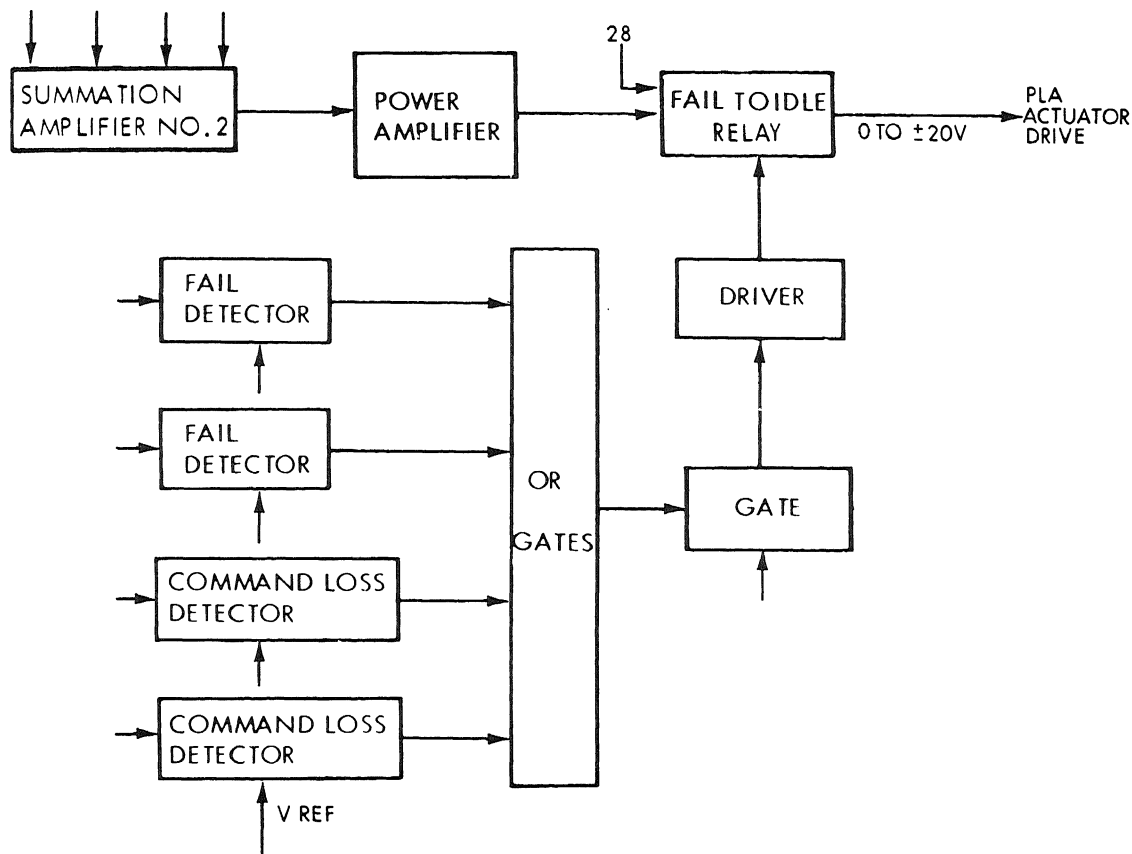 28
SUMMATION
AMPLIFIER NO.2
POWER
AMPLIFIER
FAIL TOIDLE
RELAY
0 TO ±20V
PLA
ACTUATOR
DRIVE
FAIL
DETECTOR
DRIVER
FAIL
DETECTOR
OR
GATES
GATE
COMMAND LOSS
DETECTOR
COMMAND LOSS
DETECTOR
V REF